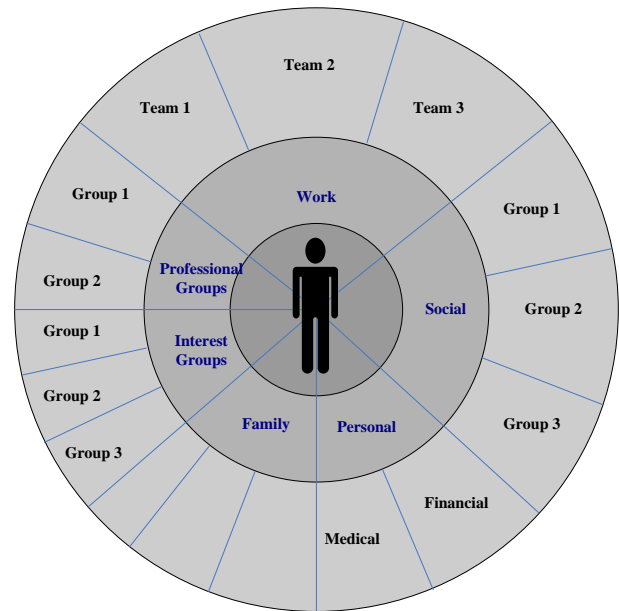 Team 2
Team 1
Team 3
Group 1
Work
Group 1
Professional
Groups
Group 2
Social
Group 2
Group 1
Interest
Groups
Group 2
Family
Personal
Group 3
Group 3
Financial
Medical